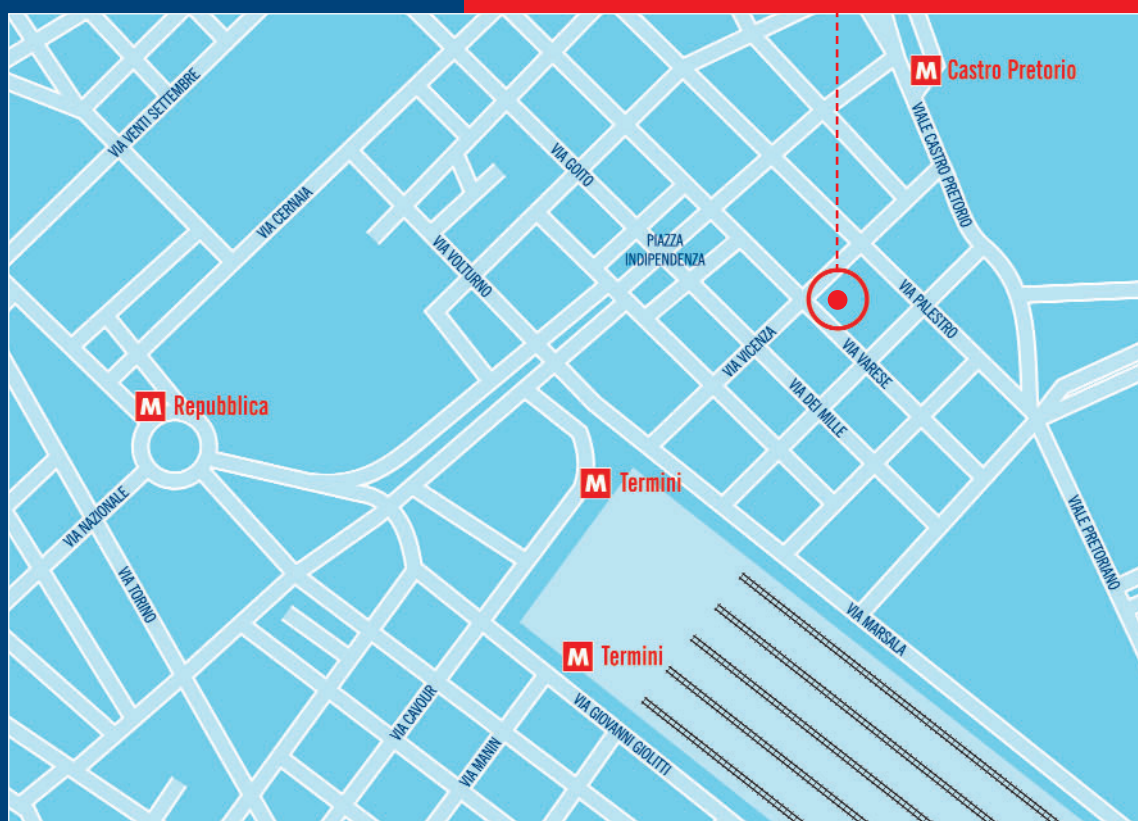 M Castro Pretorio
VIA VENTI SETTEMBRE
VIALE CASTRO PRETORIO
VIA GOITO
VIA CERNAIA
PIAZZA
INDIPENDENZA
VIA VOLTURNO
VIA PALESTRO
VIA VICENZA
VIA VARESE
VIA DEI MILLE
M Repubblica
M Termini
VIA NAZIONALE
VIALE PRETORIANO
VIA TORINO
VIA MARSALA
M Termini
VIA CAVOUR
VIA GIOVANNI GIOLITTI
VIA MANIN